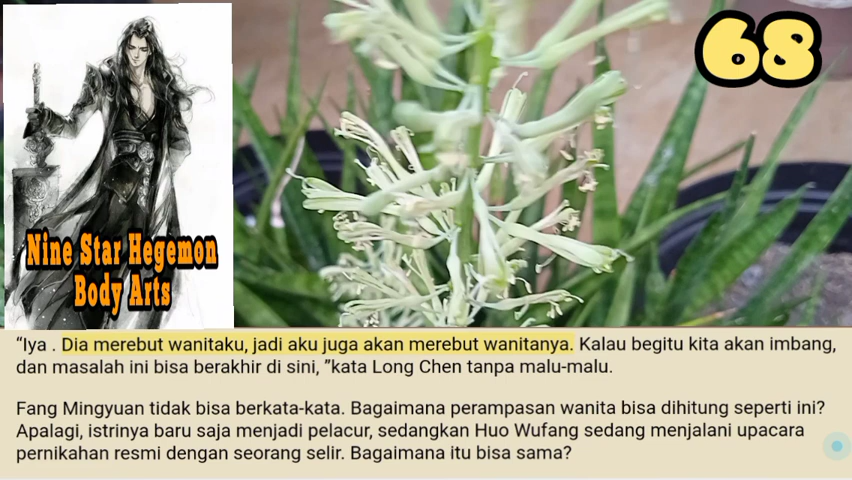 68
Nine Star Hegemon
Body Arts
“Iya . Dia merebut wanitaku, jadi aku juga akan merebut wanitanya. Kalau begitu kita akan imbang,
dan masalah ini bisa berakhir di sini, ”kata Long Chen tanpa malu-malu.
Fang Mingyuan tidak bisa berkata-kata. Bagaimana perampasan wanita bisa dihitung seperti ini?
Apalagi, istrinya baru saja menjadi pelacur, sedangkan Huo Wufang sedang menjalani upacara
pernikahan resmi dengan seorang selir. Bagaimana itu bisa sama?